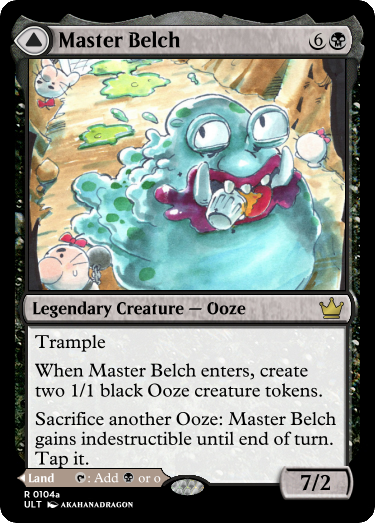 Master Belch 6
Legendary Creature — Ooze
Trample
When Master Belch enters, create
two 1/1 black Ooze creature tokens.
Sacrifice another Ooze: Master Belch
gains indestructible until end of turn.
Tap it.
Land : Add or o
7/2
R 0104a
ULT AKAHANADRAGON